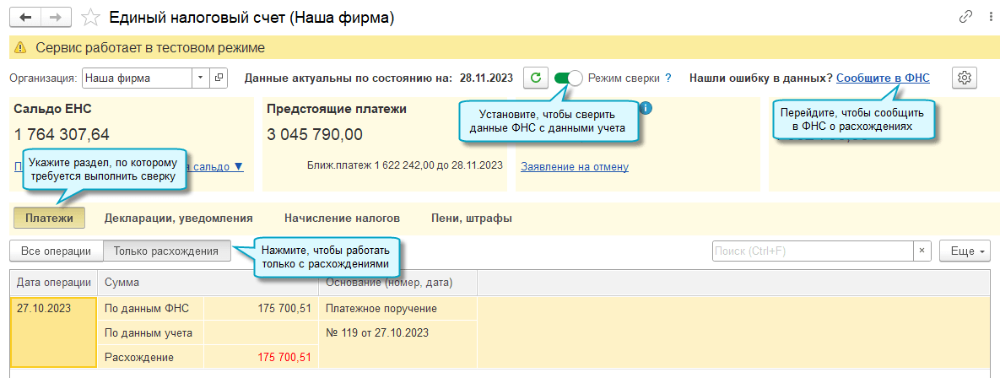 Единый налоговый счет (Наша фирма)
Сервис работает в тестовом режиме
Организация: Наша фирма Данные актуальны по состоянию на: 28.11.2023 Режим сверки ? Нашли ошибку в данных? Сообщите в ФНС
Установите, чтобы сверить
данные ФНС с данными учета
Перейдите, чтобы сообщить
в ФНС о расхождениях
Сальдо ЕНС
1 764 307,64
Предстоящие платежи
3 045 790,00
Укажите раздел, по которому
требуется выполнить сверку
сальдо ▼
Ближ.платеж 1 622 242,00 до 28.11.2023
Заявление на отмену
Платежи Декларации, уведомления Начисление налогов Пени, штрафы
Все операции Только расхождения
Нажмите, чтобы работать
только с расхождениями
Поиск (Ctrl+F) × Еще
Дата операции Сумма Основание (номер, дата)
27.10.2023 По данным ФНС 175 700,51 Платежное поручение
По данным учета № 119 от 27.10.2023
Расхождение 175 700,51